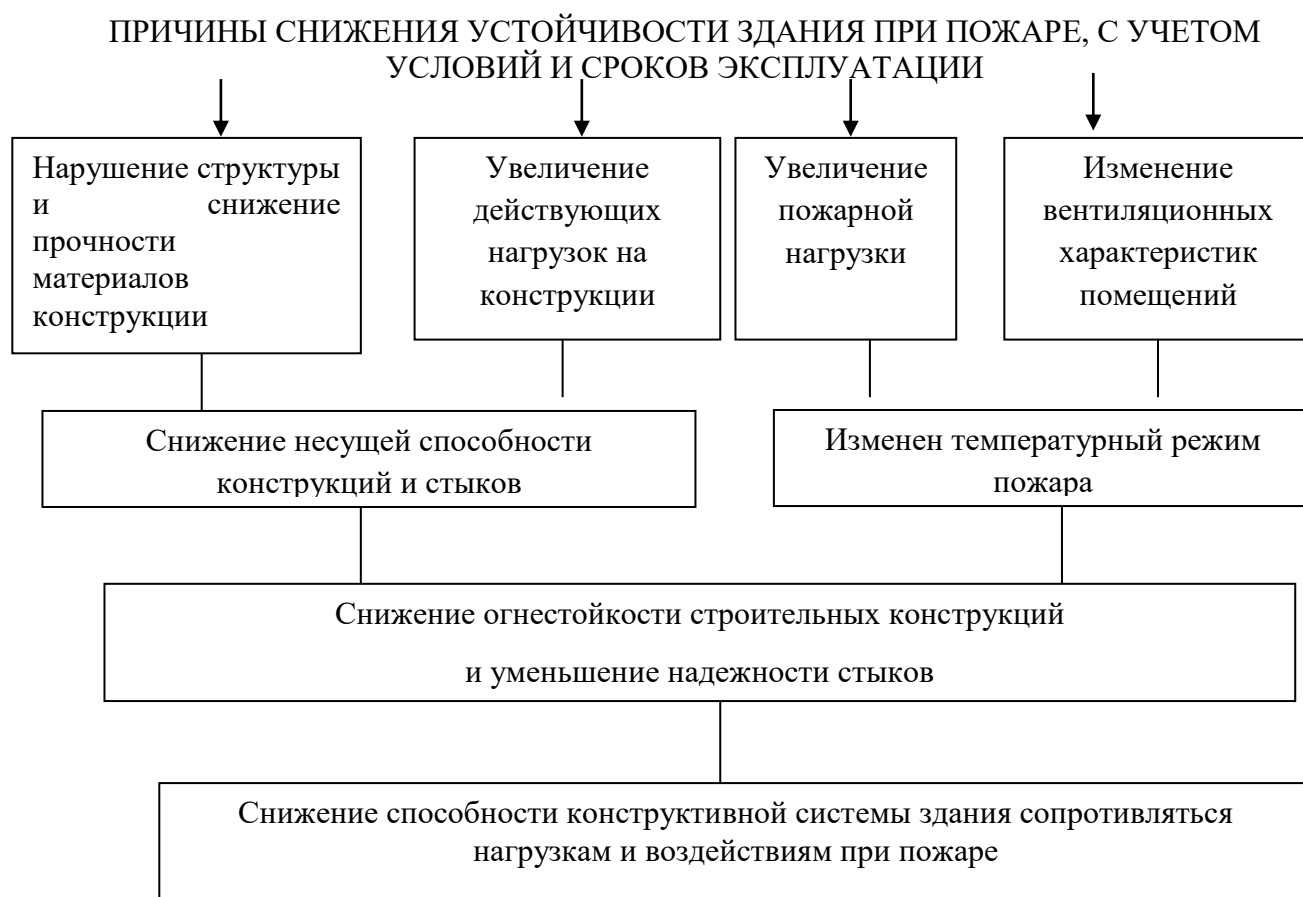 ПРИЧИНЫ СНИЖЕНИЯ УСТОЙЧИВОСТИ ЗДАНИЯ ПРИ ПОЖАРЕ, С УЧЕТОМ
УСЛОВИЙ И СРОКОВ ЭКСПЛУАТАЦИИ
Нарушение структуры
и снижение
прочности
материалов
конструкции
Увеличение
действующих
нагрузок на
конструкции
Увеличение
пожарной
нагрузки
Изменение
вентиляционных
характеристик
помещений
Снижение несущей способности
конструкций и стыков
Изменен температурный режим
пожара
Снижение огнестойкости строительных конструкций
и уменьшение надежности стыков
Снижение способности конструктивной системы здания сопротивляться
нагрузкам и воздействиям при пожаре